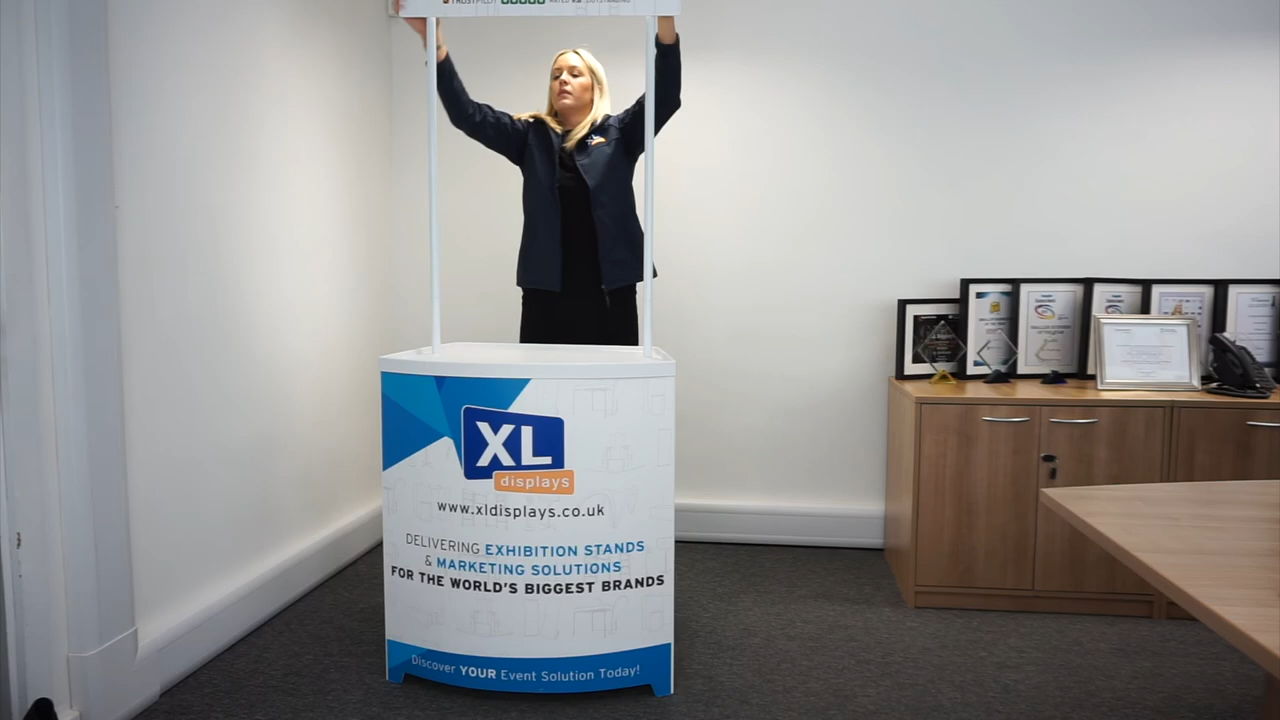 TRUSTPILOT
XL
displays
www.xldisplays.co.uk
DELIVERING EXHIBITION STANDS
& MARKETING SOLUTIONS
FOR THE WORLD'S BIGGEST BRANDS
Discover YOUR Event Solution Today!